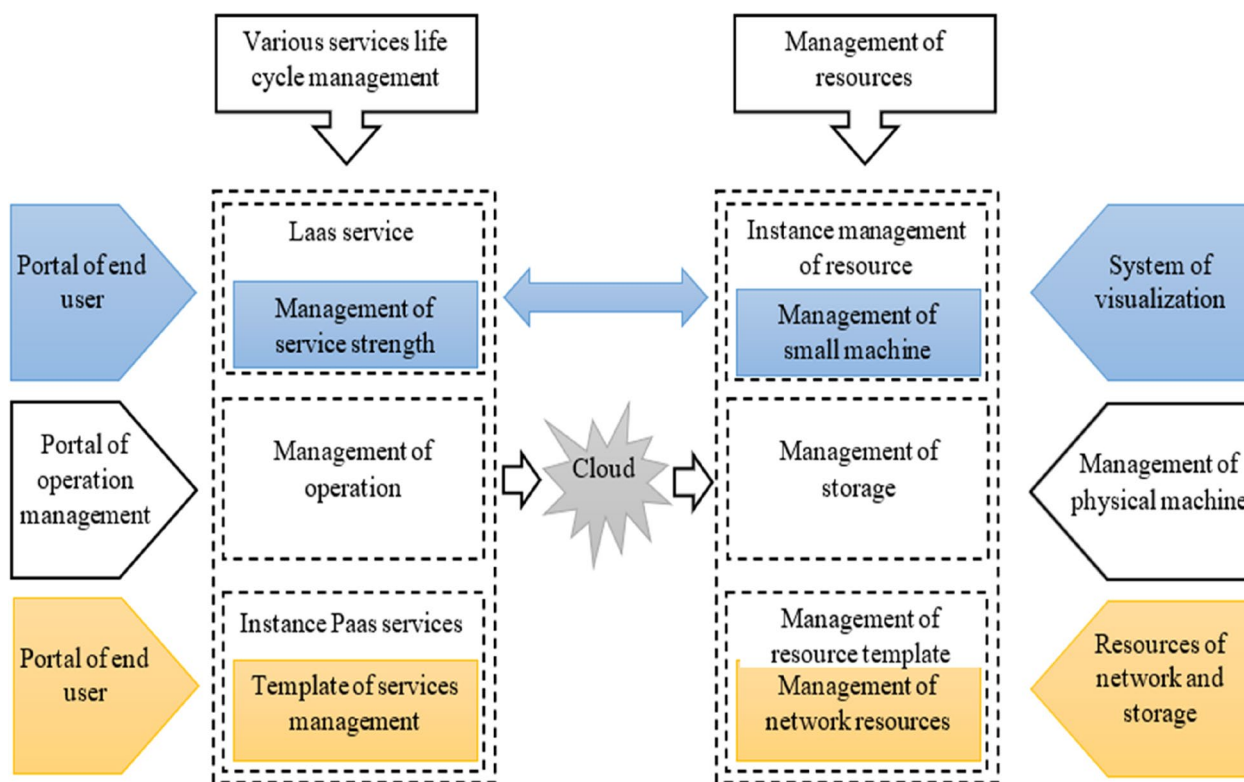 Various services life
cycle management
Management of
resources
Portal of end
user
Laas service
Management of
service strength
Instance management
of resource
Management of
small machine
System of
visualization
Portal of
operation
management
Management of
operation
Cloud
Management of
storage
Management of
physical machine
Portal of end
user
Instance Paas services
Template of services
management
Management of
resource template
Management of
network resources
Resources of
network and
storage